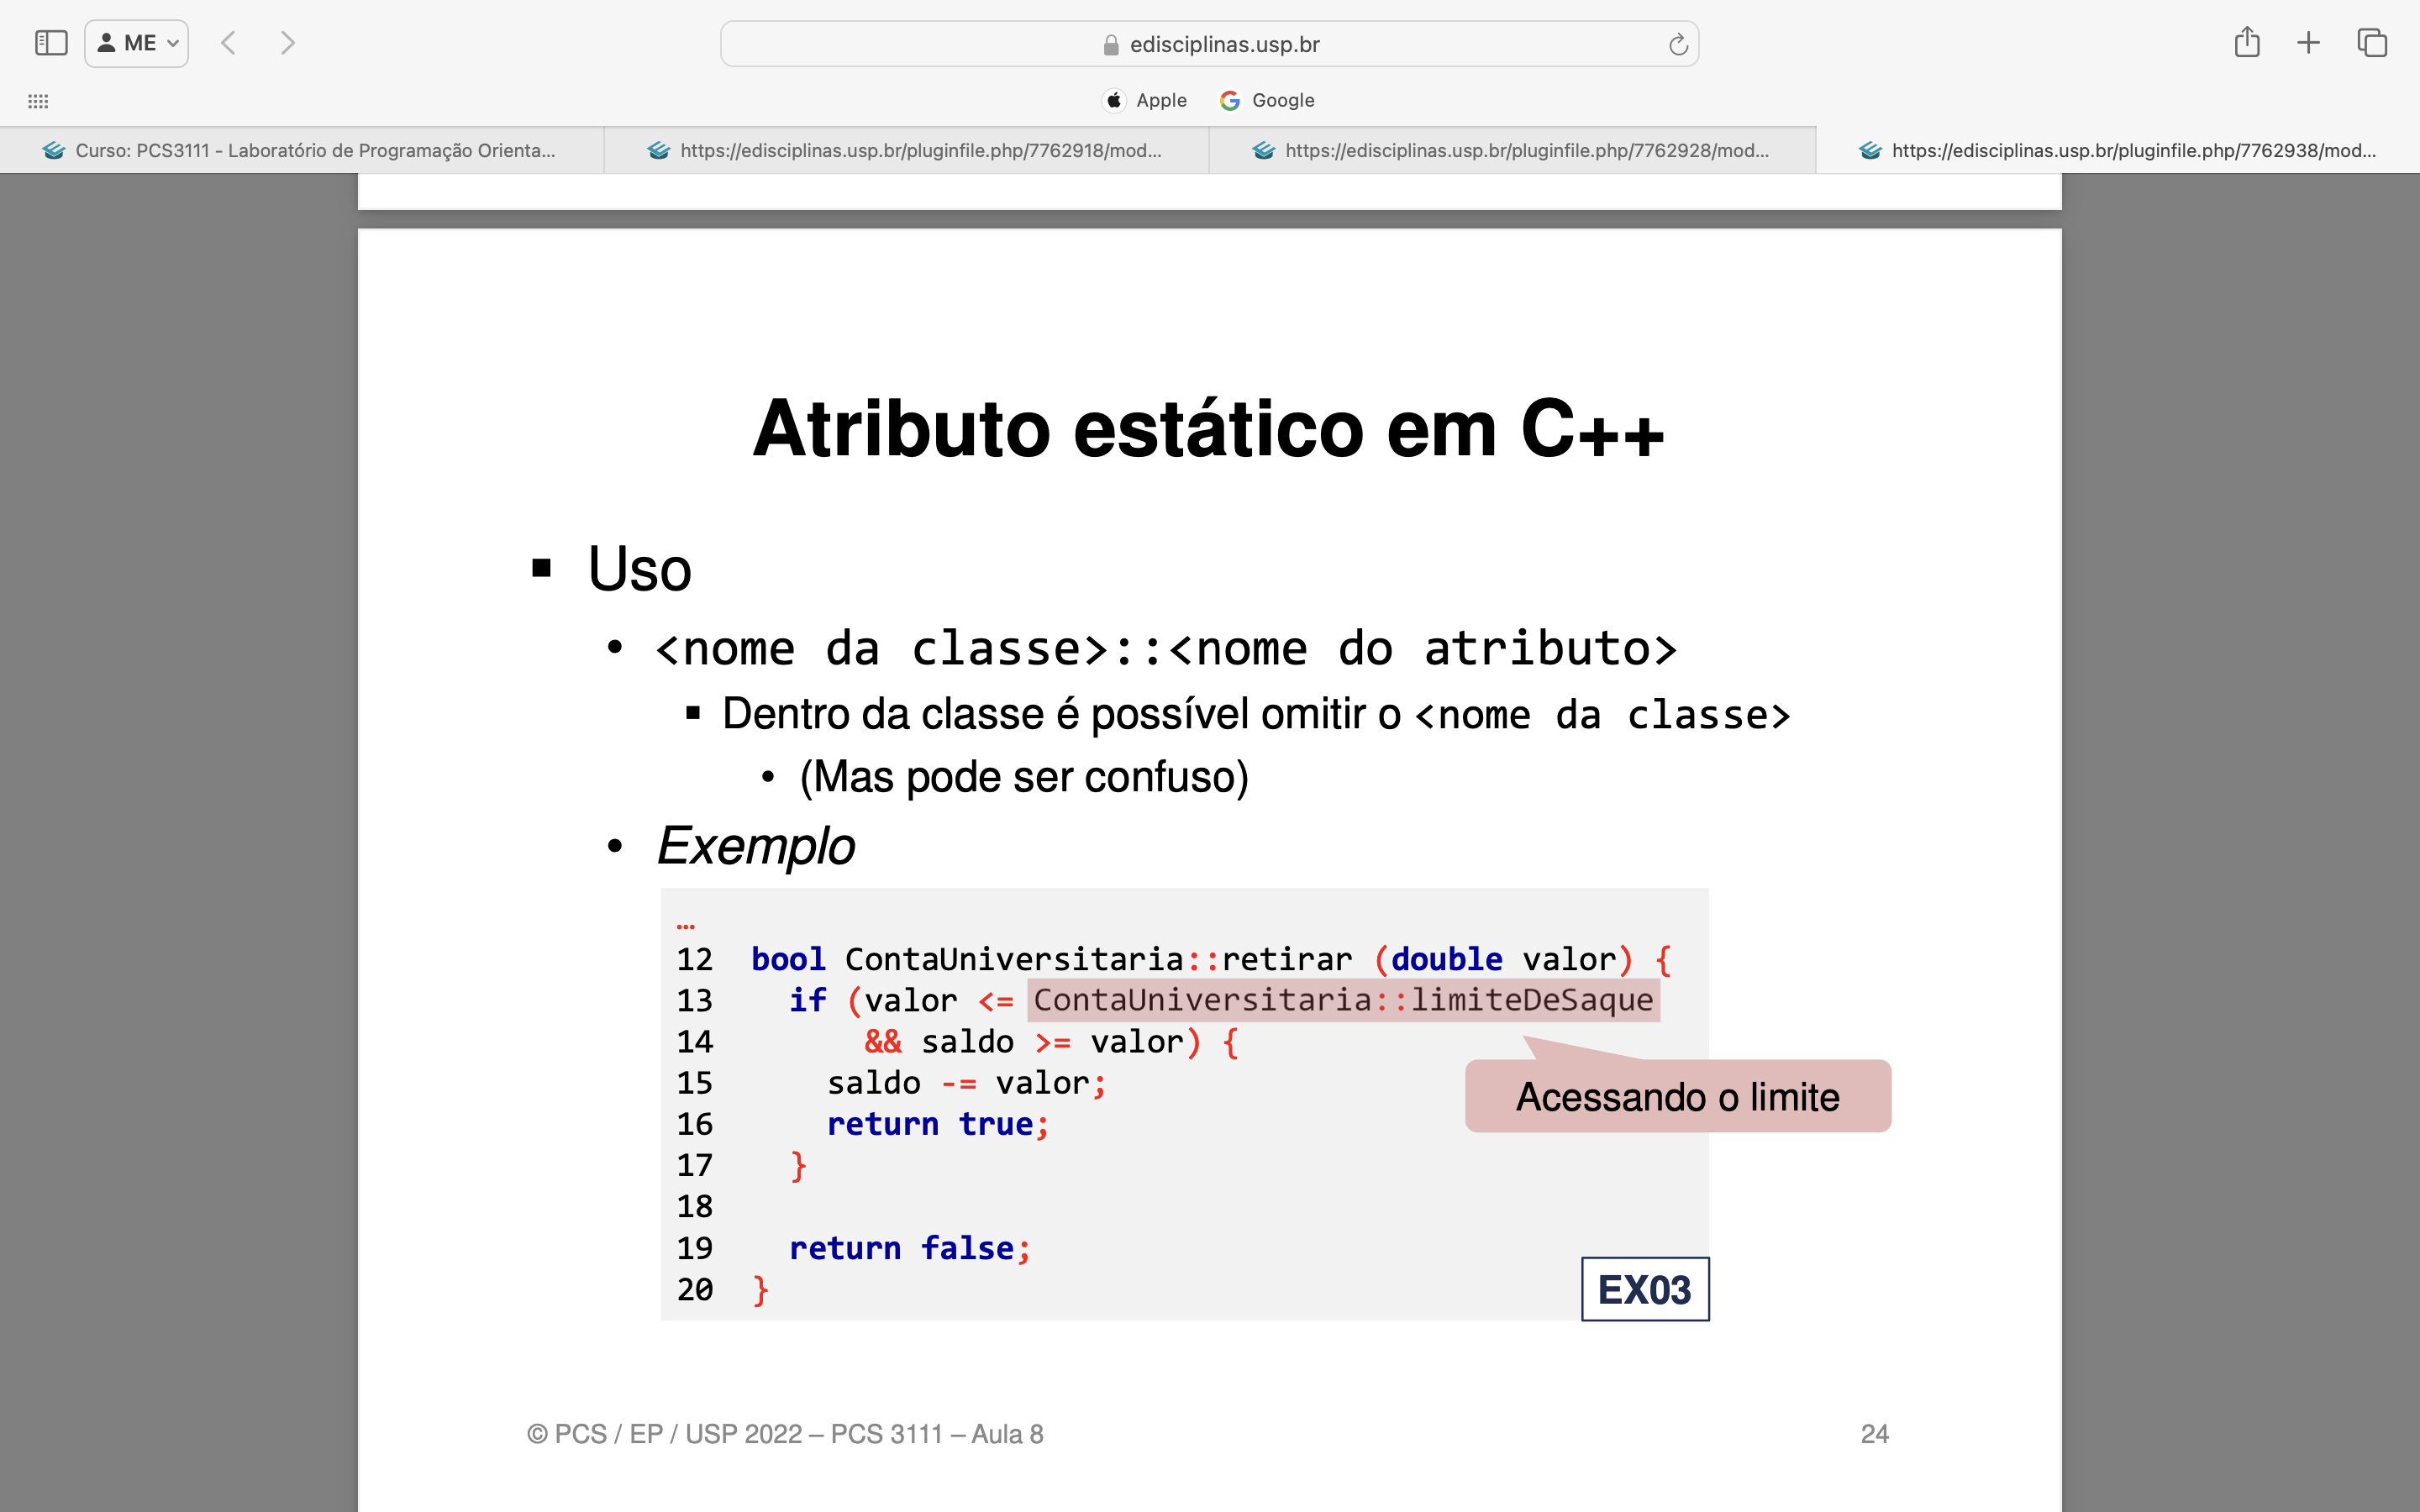 ME
edisciplinas.usp.br
Apple
Google
Curso: PCS3111 - Laboratório de Programação Orienta...
https://edisciplinas.usp.br/pluginfile.php/7762918/mod...
https://edisciplinas.usp.br/pluginfile.php/7762928/mod...
https://edisciplinas.usp.br/pluginfile.php/7762938/mod...
Atributo estático em C++
▪ Uso
• <nome da classe>::<nome do atributo>
▪ Dentro da classe é possível omitir o <nome da classe>
• (Mas pode ser confuso)
• Exemplo
…
12 bool ContaUniversitaria::retirar (double valor) {
13 if (valor <= ContaUniversitaria::limiteDeSaque
14 && saldo >= valor) {
15 saldo -= valor;
16 return true;
17 }
18
19 return false;
20 }
Acessando o limite
EX03
© PCS / EP / USP 2022 – PCS 3111 – Aula 8
24